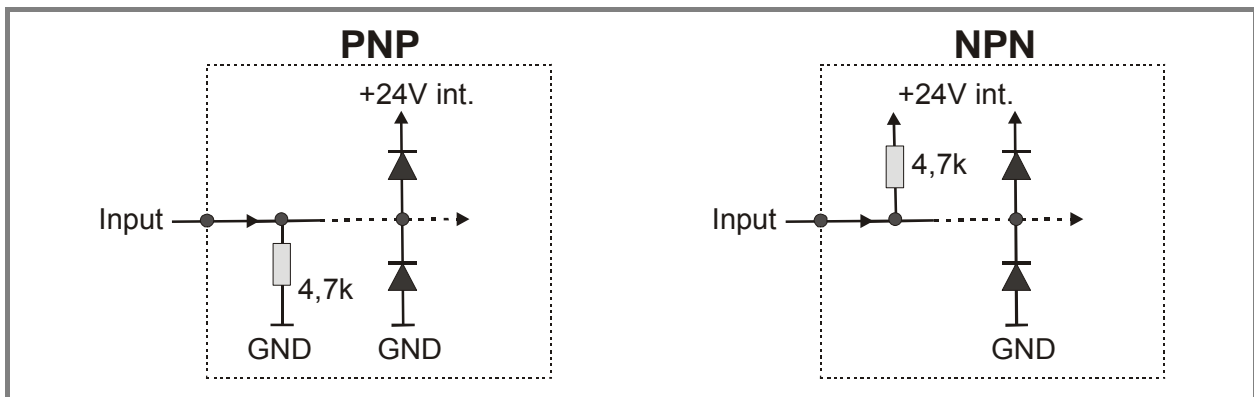 PNP
+24V int.
Input
4,7k
GND GND
NPN
+24V int.
4,7k
Input
GND